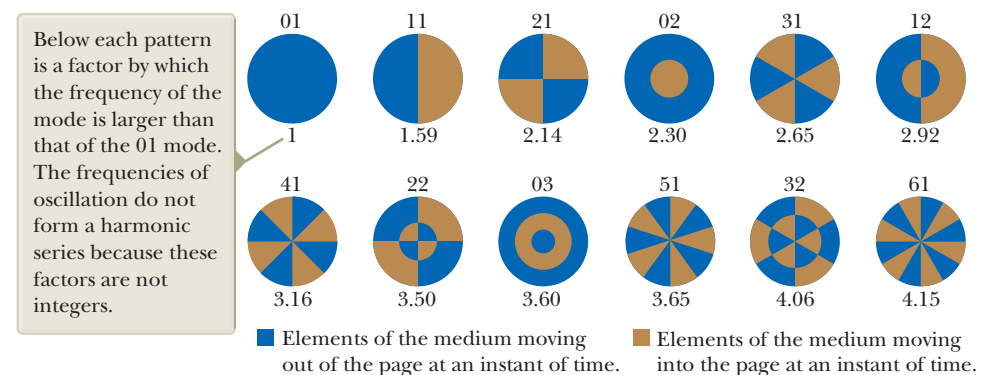 Below each pattern
is a factor by which
the frequency of the
mode is larger than
that of the 01 mode.
The frequencies of
oscillation do not
form a harmonic
series because these
factors are not
integers.
01 11 21 02 31 12
1 1.59 2.14 2.30 2.65 2.92
41 22 03 51 32 61
3.16 3.50 3.60 3.65 4.06 4.15
Elements of the medium moving
out of the page at an instant of time.
Elements of the medium moving
into the page at an instant of time.